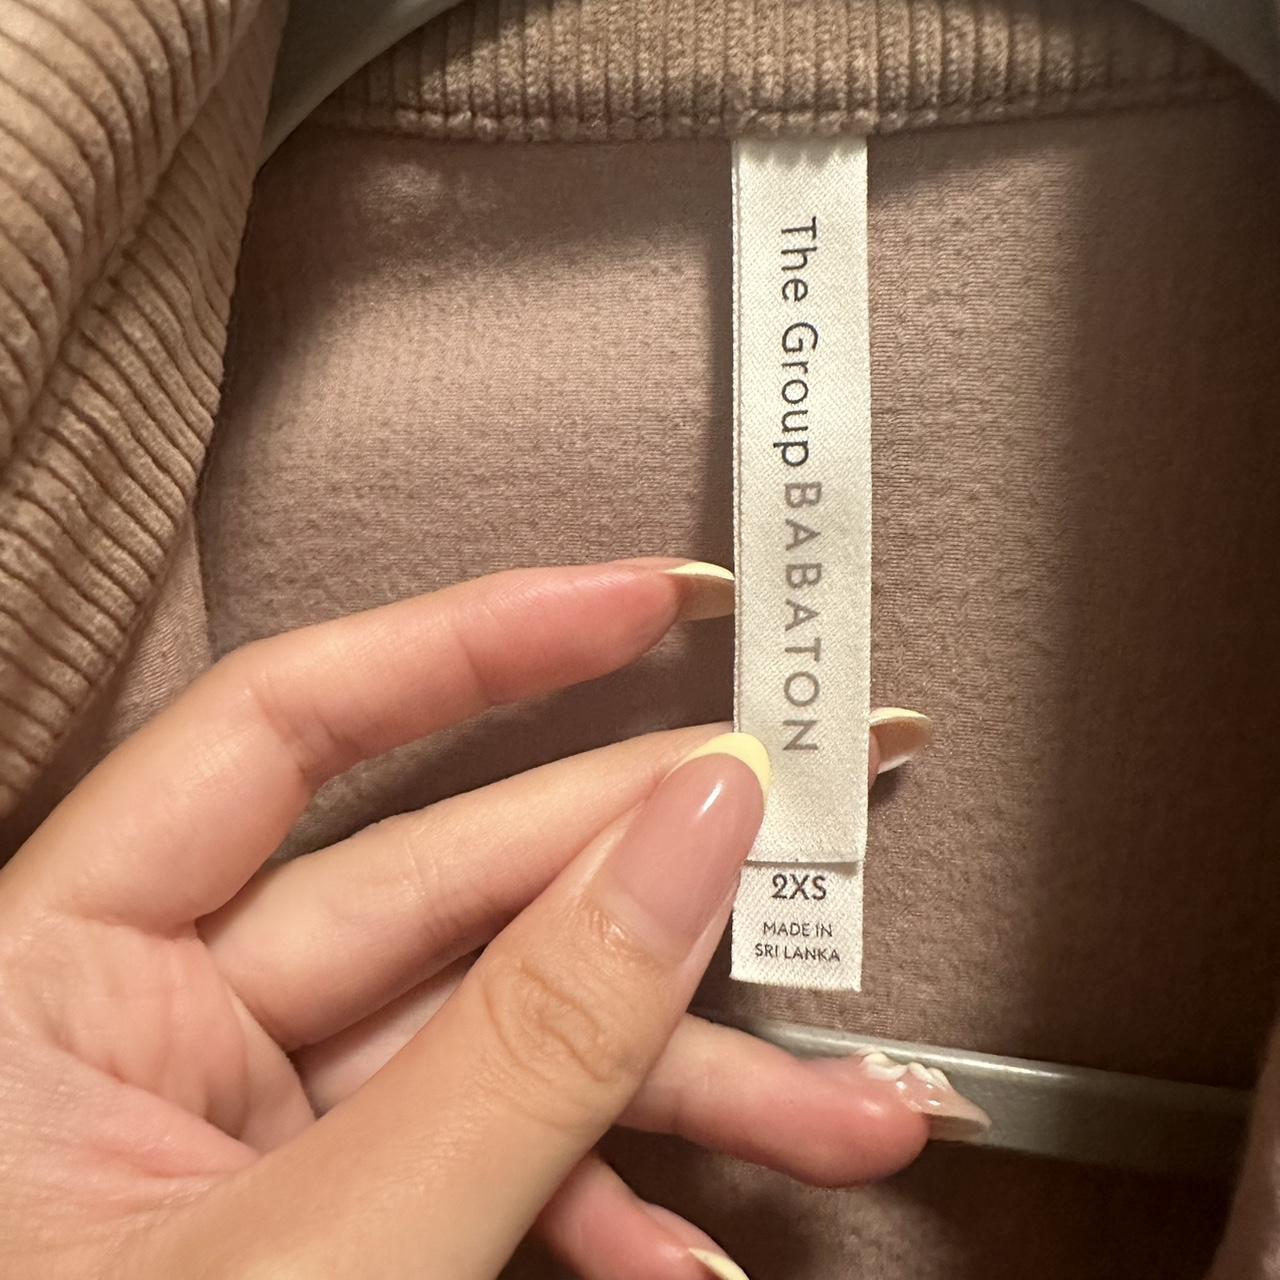 The Group BABATON
2XS
MADE IN
SRI LANKA